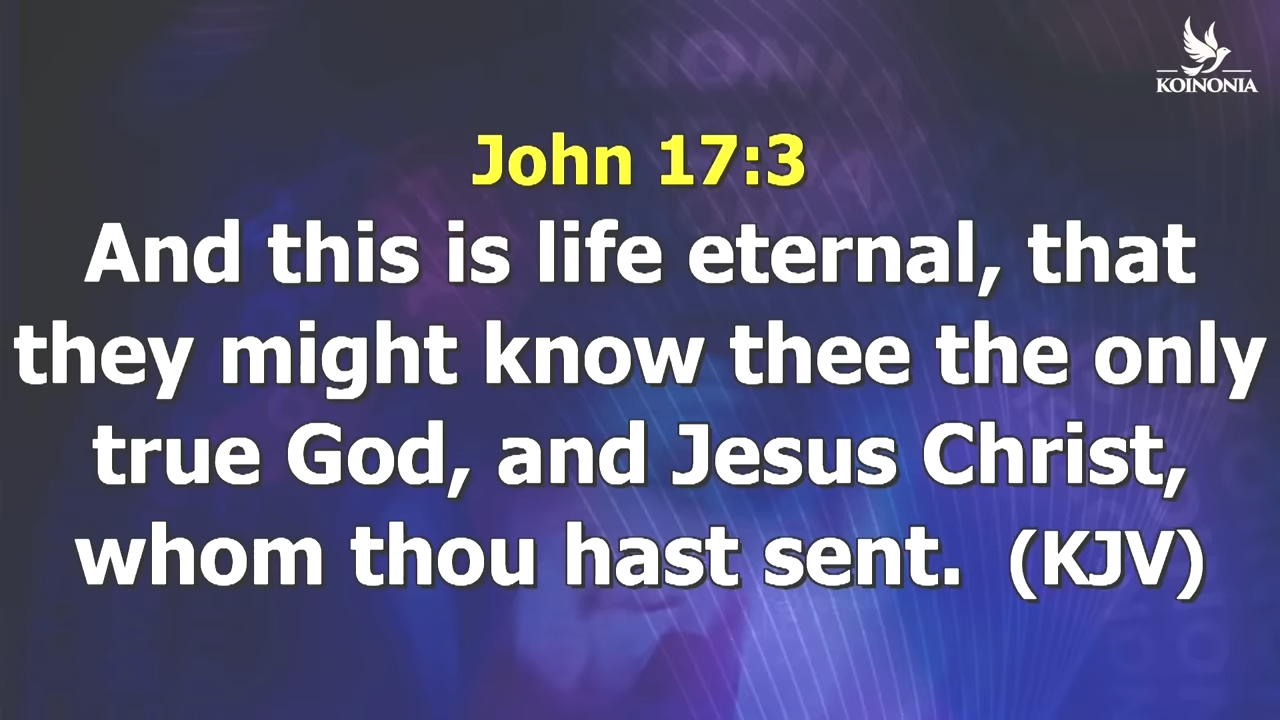 KOINONIA
John 17:3
And this is life eternal, that
they might know thee the only
true God, and Jesus Christ,
whom thou hast sent. (KJV)